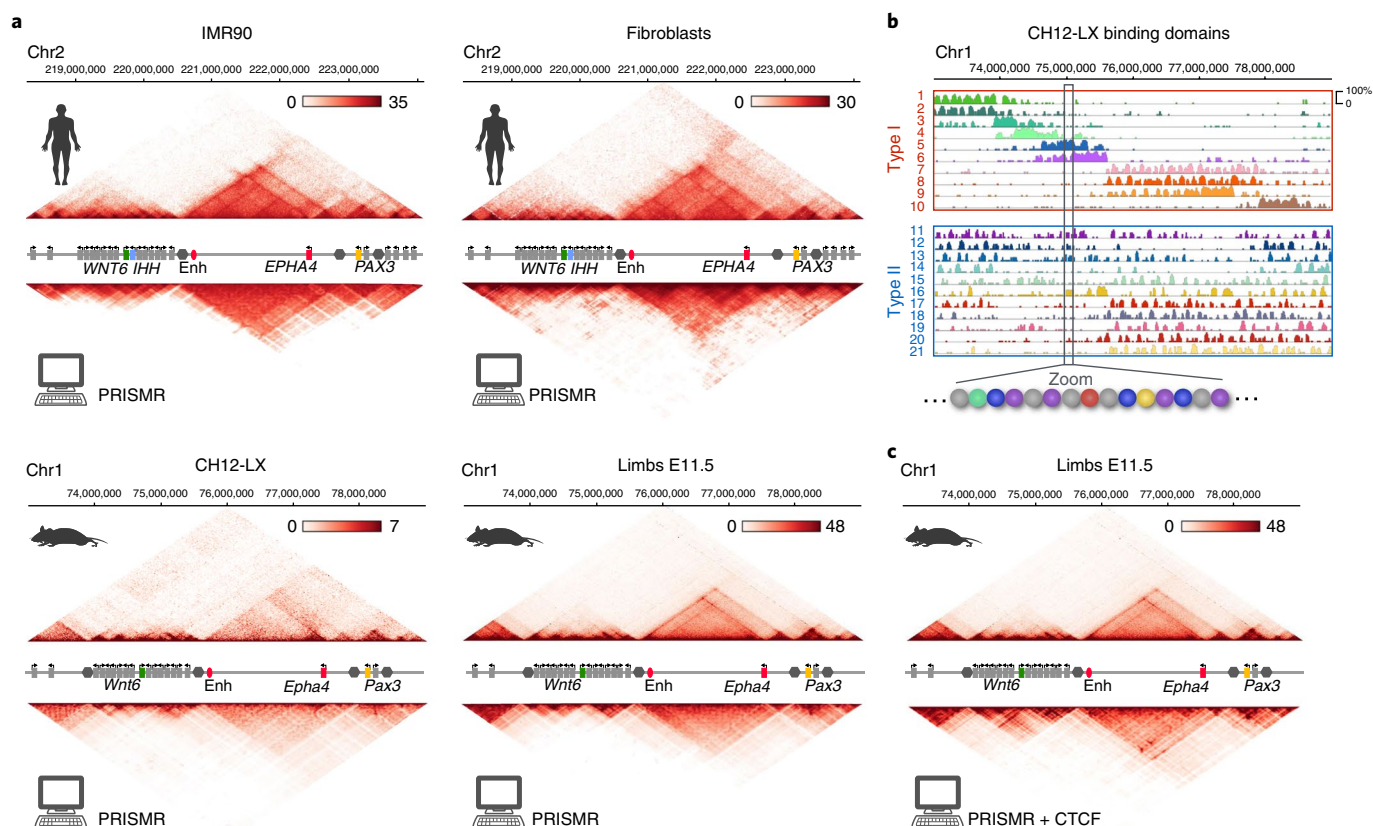 a
IMR90
Chr2
219,000,000 220,000,000 221,000,000 222,000,000 223,000,000
0 35
WNT6 IHH Enh EPHA4 PAX3
PRISMR
Fibroblasts
Chr2
219,000,000 220,000,000 221,000,000 222,000,000 223,000,000
0 30
WNT6 IHH Enh EPHA4 PAX3
PRISMR
b
CH12-LX binding domains
Chr1
74,000,000 75,000,000 76,000,000 77,000,000 78,000,000
100%
0
Type I
1
2
3
4
5
6
7
8
9
10
Type II
11
12
13
14
15
16
17
18
19
20
21
Zoom
... ...
CH12-LX
Chr1
74,000,000 75,000,000 76,000,000 77,000,000 78,000,000
0 7
Wnt6 Enh Epha4 Pax3
PRISMR
Limbs E11.5
Chr1
74,000,000 75,000,000 76,000,000 77,000,000 78,000,000
0 48
Wnt6 Enh Epha4 Pax3
PRISMR
c
Limbs E11.5
Chr1
74,000,000 75,000,000 76,000,000 77,000,000 78,000,000
0 48
Wnt6 Enh Epha4 Pax3
PRISMR + CTCF